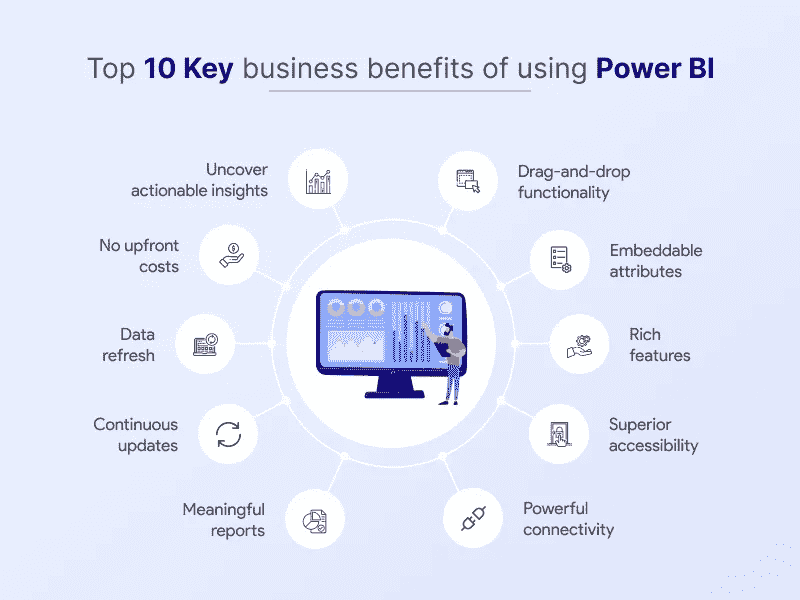 Top 10 Key business benefits of using Power BI
Uncover
actionable insights
Drag-and-drop
functionality
No upfront
costs
Embeddable
attributes
Data
refresh
Rich
features
Continuous
updates
Superior
accessibility
Meaningful
reports
Powerful
connectivity